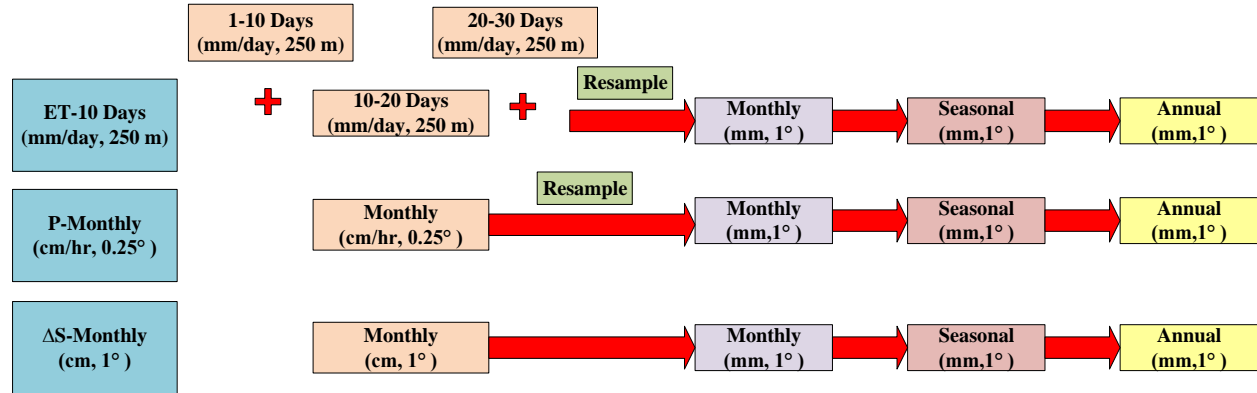 1-10 Days
(mm/day, 250 m)
20-30 Days
(mm/day, 250 m)
Resample
ET-10 Days
(mm/day, 250 m)
10-20 Days
(mm/day, 250 m)
Monthly
(mm, 1° )
Seasonal
(mm,1° )
Annual
(mm,1° )
Resample
P-Monthly
(cm/hr, 0.25° )
Monthly
(cm/hr, 0.25° )
Monthly
(mm,1° )
Seasonal
(mm,1° )
Annual
(mm,1° )
ΔS-Monthly
(cm, 1° )
Monthly
(cm, 1° )
Monthly
(mm, 1° )
Seasonal
(mm,1° )
Annual
(mm,1° )